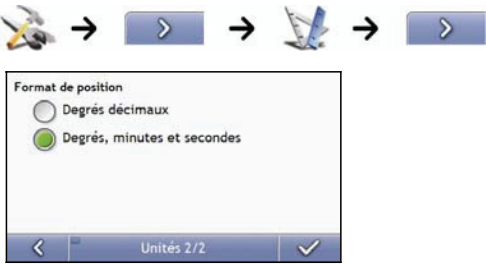 Format de position
Degrés décimaux
Degrés, minutes et secondes
Unités 2/2